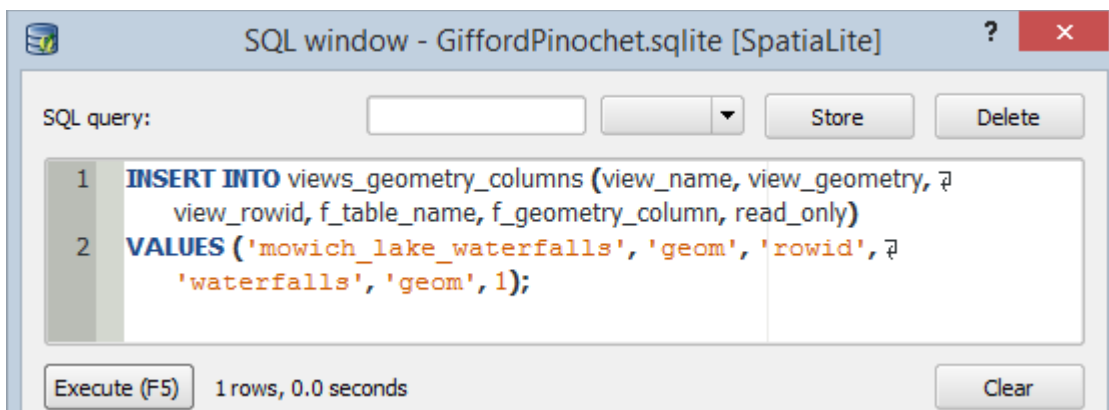 SQL window - GiffordPinochet.sqlite [SpatiaLite]
? ×
SQL query:
Store
Delete
1 INSERT INTO views_geometry_columns (view_name, view_geometry,
view_rowid, f_table_name, f_geometry_column, read_only)
2 VALUES ('mowich_lake_waterfalls', 'geom', 'rowid',
'waterfalls', 'geom', 1);
Execute (F5)
1 rows, 0.0 seconds
Clear